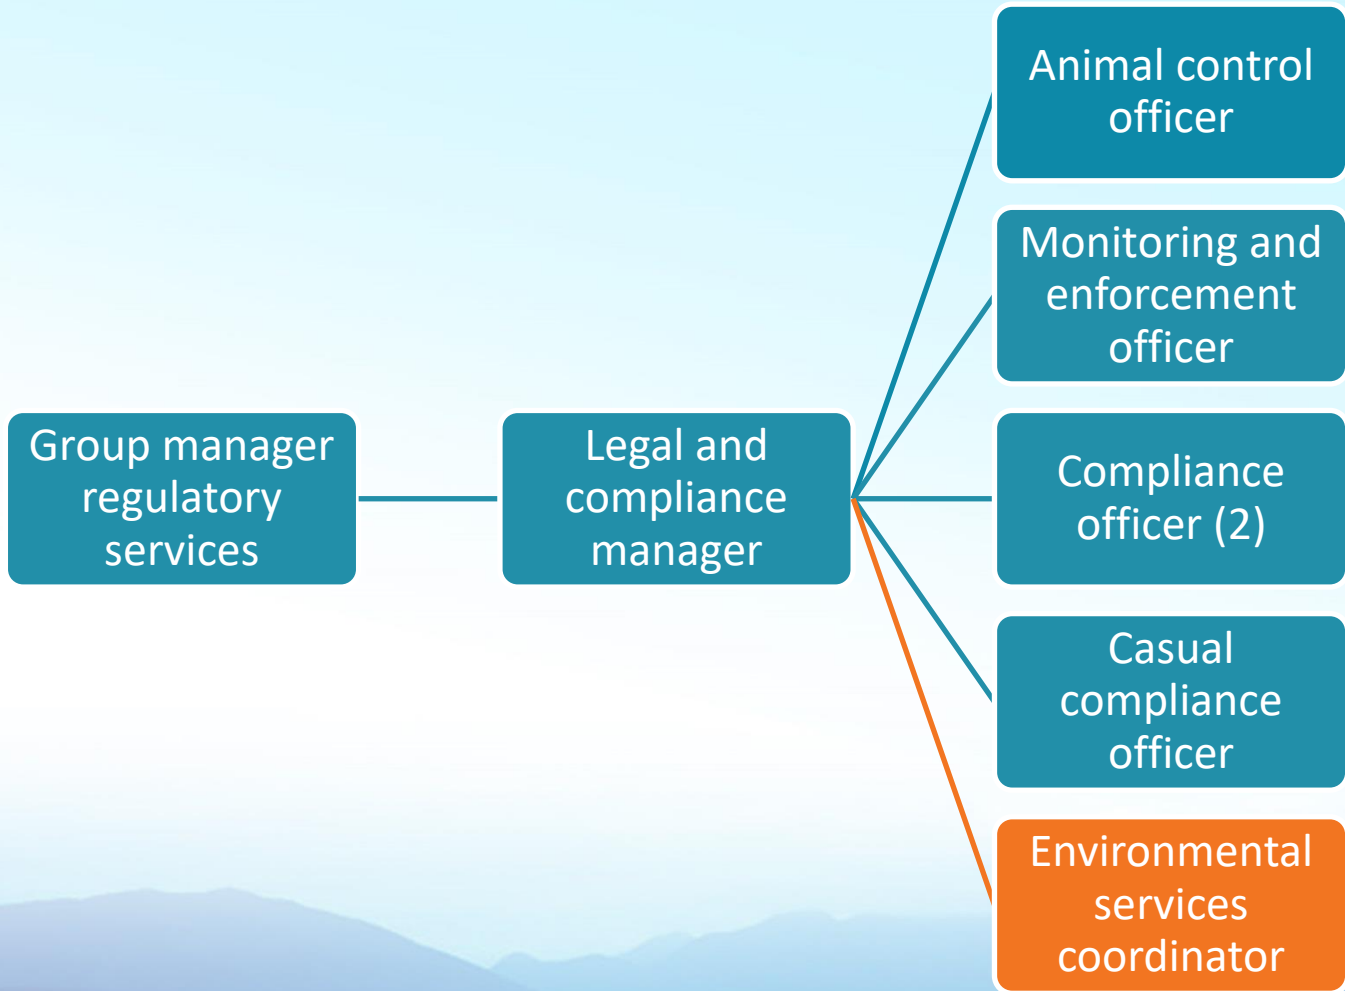 Group manager
regulatory
services
Legal and
compliance
manager
Animal control
officer
Monitoring and
enforcement
officer
Compliance
officer (2)
Casual
compliance
officer
Environmental
services
coordinator